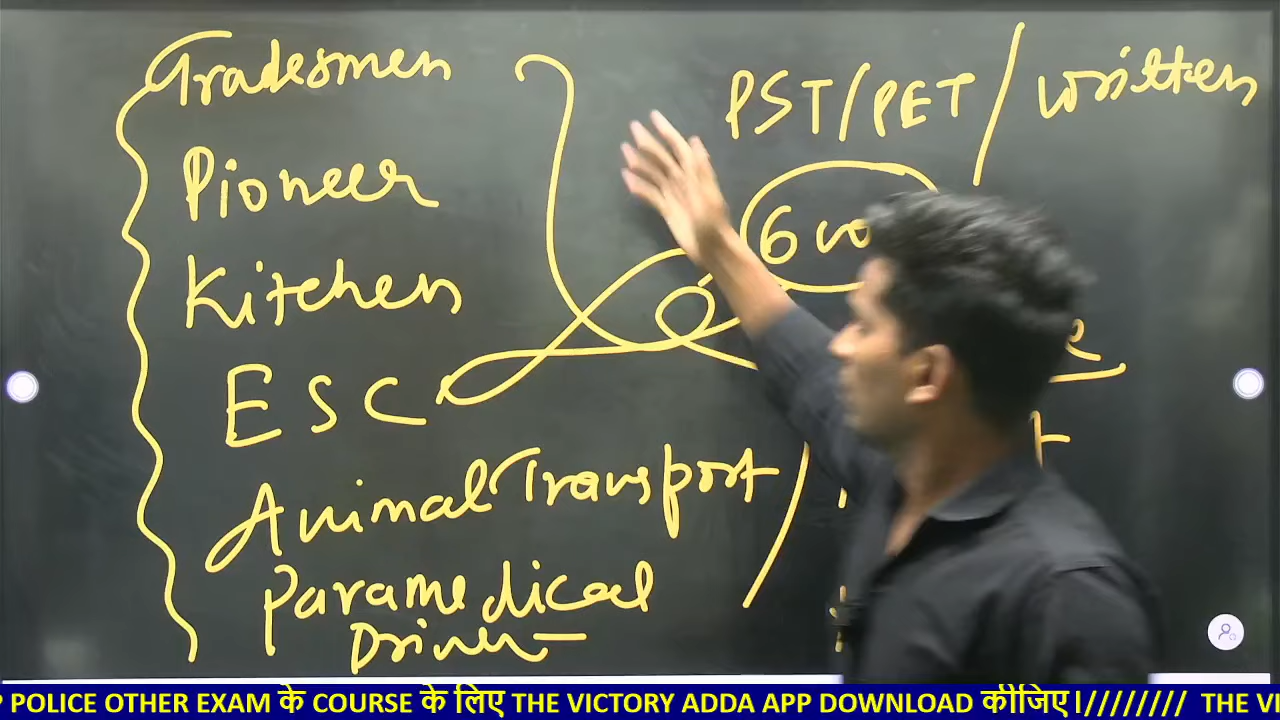 Tradesmen
PST/PET/written
Pioneer
6
Kitchen
ESC
Animal Transport
Paramedical
Driver
POLICE OTHER EXAM के COURSE के लिए THE VICTORY ADDA APP DOWNLOAD कीजिए।//////// THE